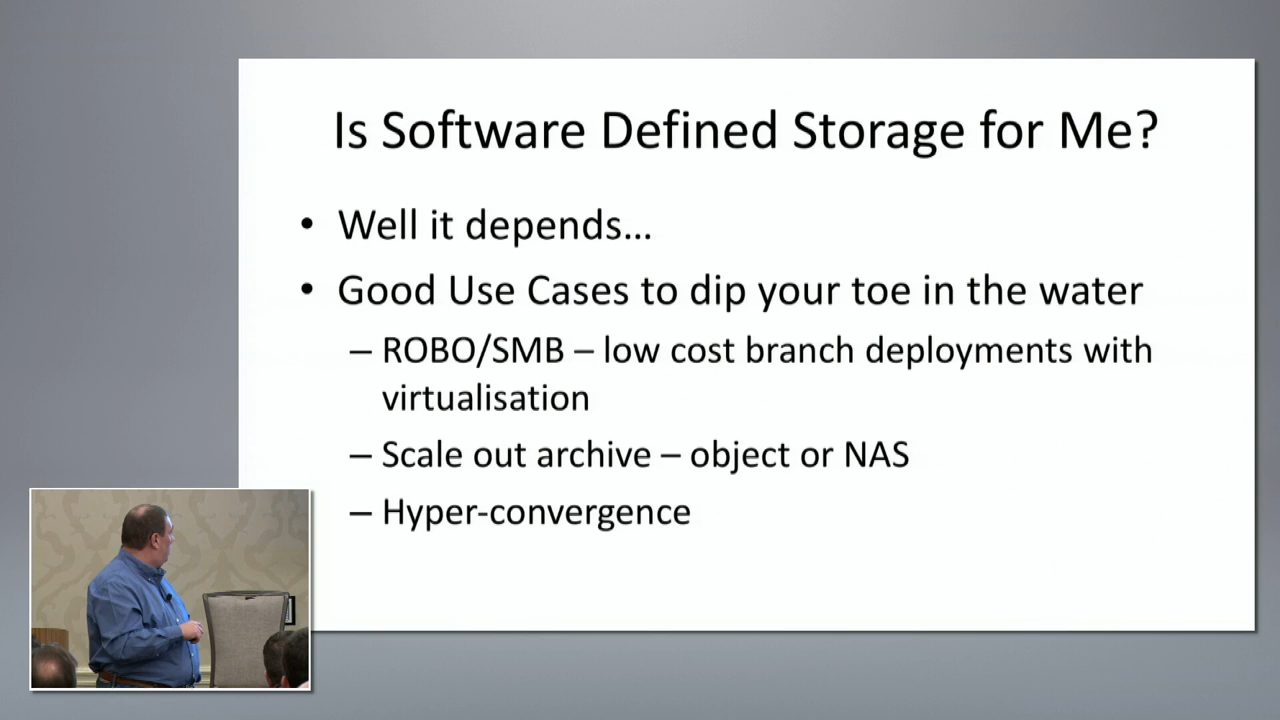 Is Software Defined Storage for Me?
• Well it depends...
• Good Use Cases to dip your toe in the water
– ROBO/SMB – low cost branch deployments with
virtualisation
– Scale out archive – object or NAS
– Hyper-convergence